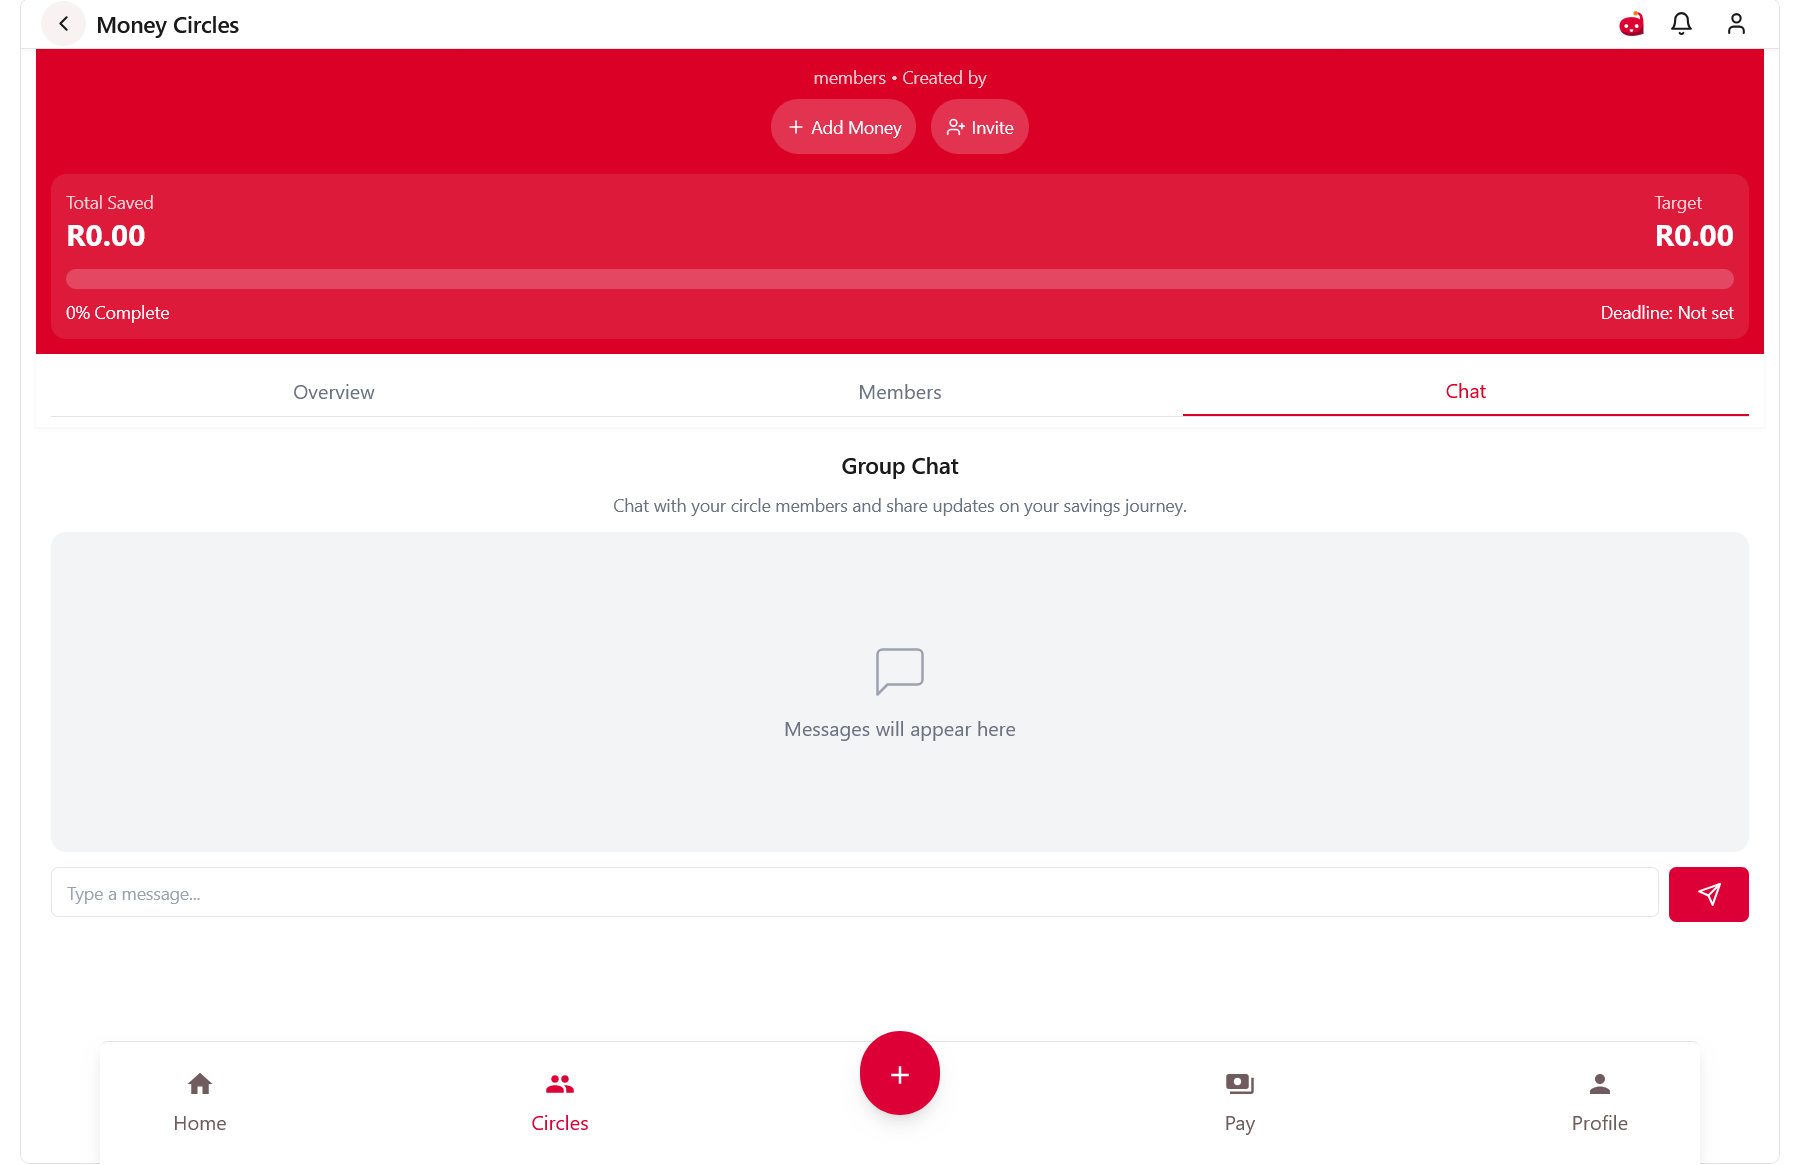 Money Circles
members • Created by
Add Money
Invite
Total Saved
Target
R0.00
R0.00
0% Complete
Deadline: Not set
Overview
Members
Chat
Group Chat
Chat with your circle members and share updates on your savings journey.
Messages will appear here
Type a message...
Home
Circles
Pay
Profile